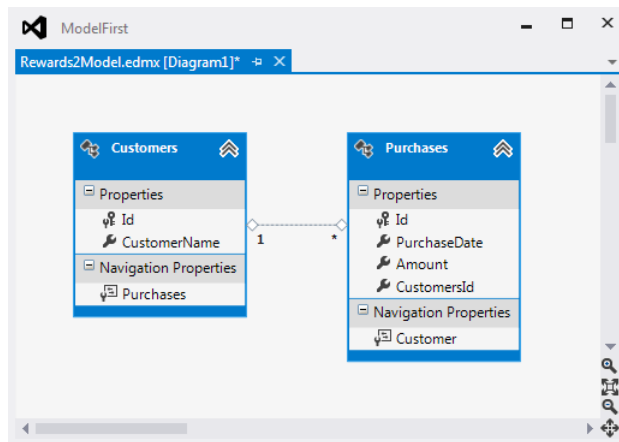 ModelFirst
Rewards2Model.edmx [Diagram1]*
Customers
Properties
Id
CustomerName
Navigation Properties
Purchases
1
*
Purchases
Properties
Id
PurchaseDate
Amount
CustomersId
Navigation Properties
Customer